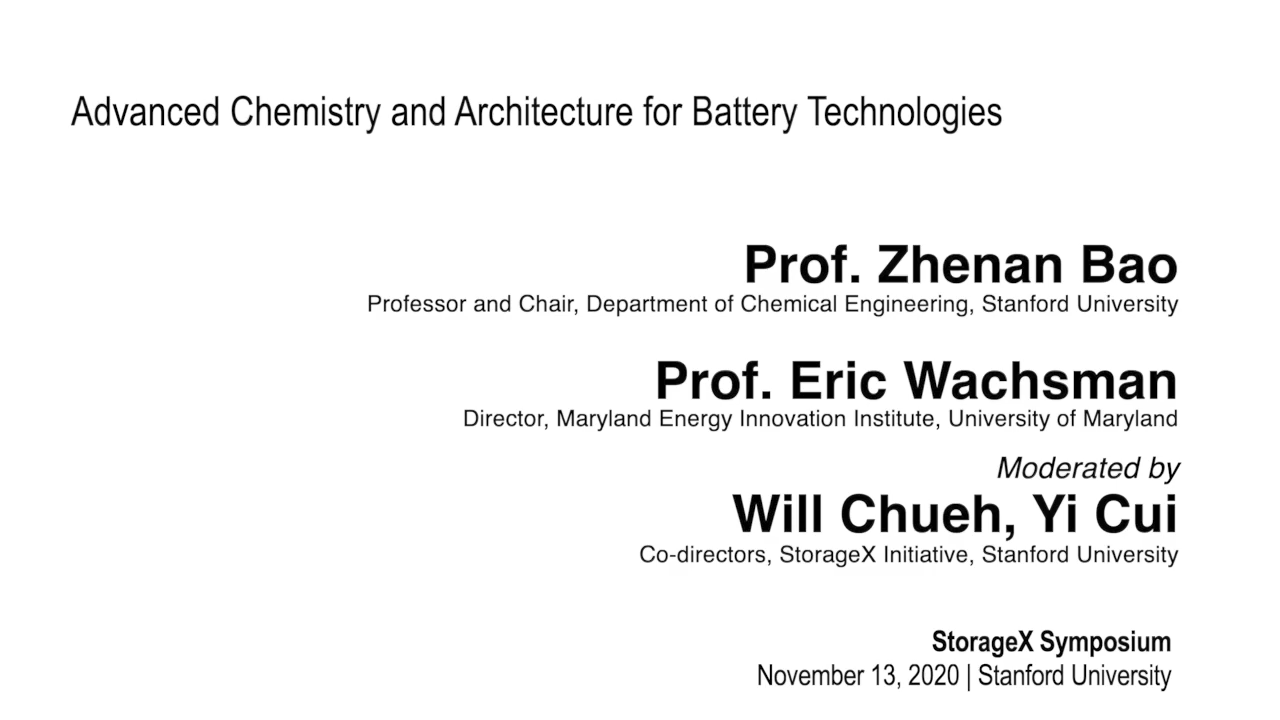 Advanced Chemistry and Architecture for Battery Technologies
Prof. Zhenan Bao
Professor and Chair, Department of Chemical Engineering, Stanford University
Prof. Eric Wachsman
Director, Maryland Energy Innovation Institute, University of Maryland
Moderated by
Will Chueh, Yi Cui
Co-directors, StorageX Initiative, Stanford University
StorageX Symposium
November 13, 2020 | Stanford University